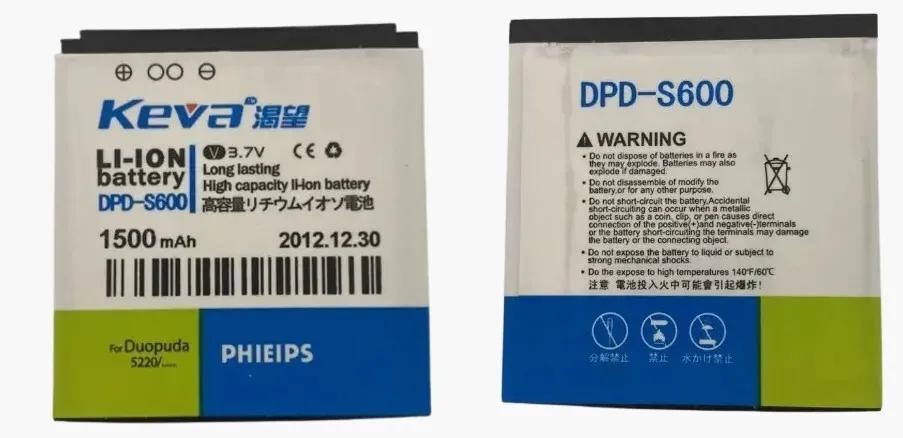 Keva 渴望
LI-ION
battery
DPD-S600
V 3.7V CE
Long lasting
High capacity li-ion battery
高容量リチウムイオン電池
1500 mAh 2012.12.30
For Duopuda
5220/
PHIEIPS
DPD-S600
WARNING
• Do not dispose of batteries in a fire as
they may explode. Batteries may also
explode if damaged.
• Do not disassemble of modify the
battery,or for any other purpose.
• Do not short-circuit the battery,Accidental
short-circuiting can occur when a metallic
object such as a coin, clip, or pen causes direct
connection of the positive(+)and negative(-)terminals
or the battery short-circuiting the terminals may damage
the battery or the connecting object.
• Do not expose the battery to liquid or subject to
strong mechanical shocks.
• Do the expose to high temperatures 140°F/60℃
注意 電池投入火中可能會引起爆炸!
分解禁止 禁止 水かけ禁止